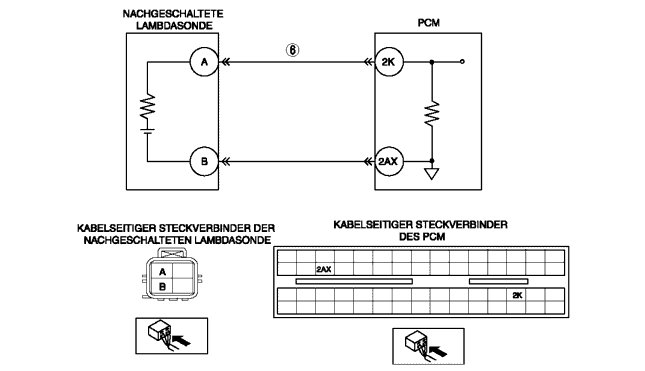 NACHGESCHALTETE
LAMBDASONDE
PCM
A
6
2K
B
2AX
KABELSEITIGER STECKVERBINDER DER
NACHGESCHALTETEN LAMBDASONDE
A
B
KABELSEITIGER STECKVERBINDER
DES PCM
2AX
2K